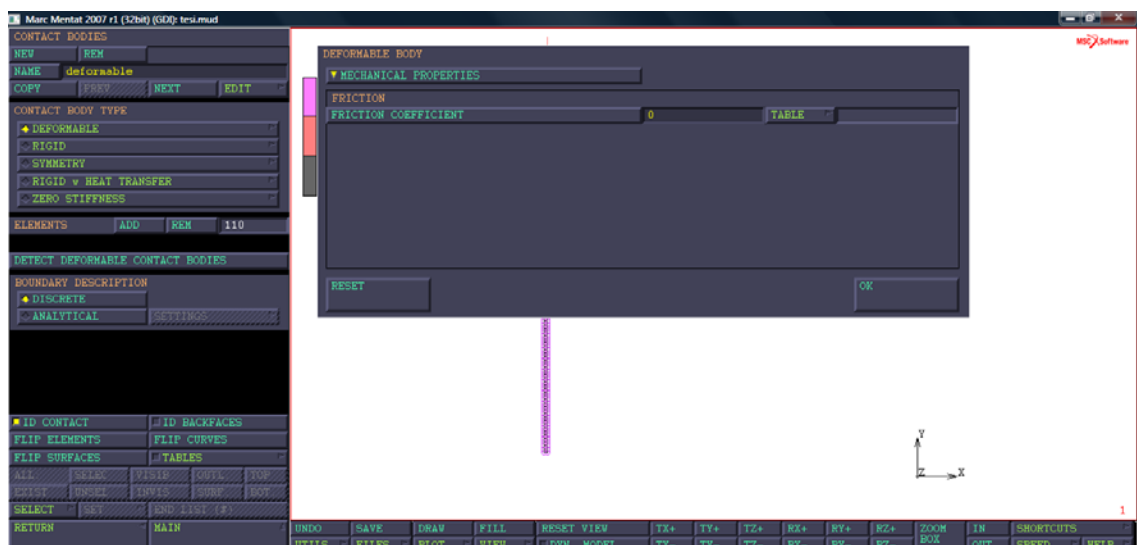 Marc Mentat 2007 r1 (32bit) (GDI): tesi.mud
CONTACT BODIES
NEW REM
NAME deformable
COPY PREV NEXT EDIT
CONTACT BODY TYPE
DEFORMABLE
RIGID
SYMMETRY
RIGID w HEAT TRANSFER
ZERO STIFFNESS
ELEMENTS ADD REM 110
DETECT DEFORMABLE CONTACT BODIES
BOUNDARY DESCRIPTION
DISCRETE
ANALYTICAL SETTINGS
ID CONTACT ID BACKFACES
FLIP ELEMENTS FLIP CURVES
FLIP SURFACES TABLES
ALL SELEC VISIB OUTL TOP
EXIST UNSEL INVIS SURF BOT
SELECT SET END LIST (#)
RETURN MAIN
DEFORMABLE BODY
MECHANICAL PROPERTIES
FRICTION
FRICTION COEFFICIENT 0 TABLE
RESET OK
MSC Software
Y
Z X
1
UNDO SAVE DRAW FILL RESET VIEW TX+ TY+ TZ+ RX+ RY+ RZ+ ZOOM BOX IN SHORTCUTS
UTILS FILES PLOT VIEW DYN. MODEL TX- TY- TZ- RX- RY- RZ- OUT SPEED HELP